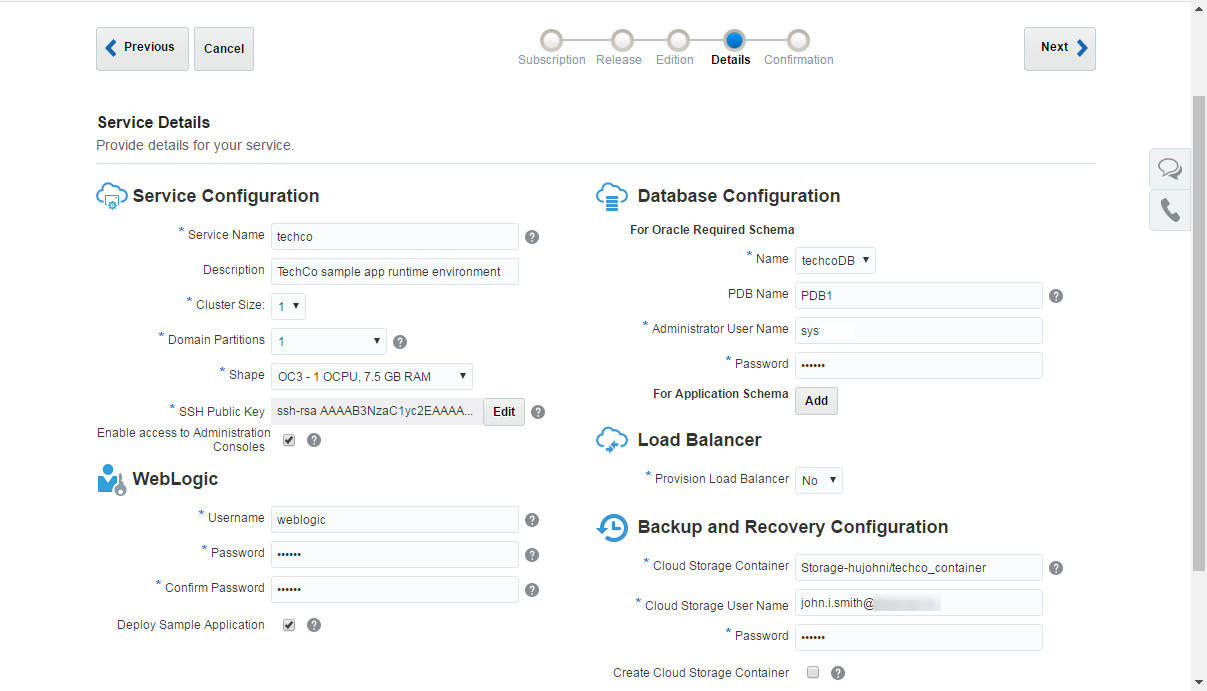 Previous
Cancel
Subscription
Release
Edition
Details
Confirmation
Next
Service Details
Provide details for your service.
Service Configuration
* Service Name techco ?
Description TechCo sample app runtime environment
* Cluster Size: 1
* Domain Partitions 1 ?
* Shape OC3 - 1 OCPU, 7.5 GB RAM
* SSH Public Key ssh-rsa AAAAB3NzaC1yc2EAAAA... Edit ?
Enable access to Administration
Consoles ?
WebLogic
* Username weblogic ?
* Password •••••• ?
* Confirm Password •••••• ?
Deploy Sample Application ?
Database Configuration
For Oracle Required Schema
* Name techcoDB
PDB Name PDB1 ?
* Administrator User Name sys
* Password ••••••
For Application Schema Add
Load Balancer
* Provision Load Balancer No
Backup and Recovery Configuration
* Cloud Storage Container Storage-hujohni/techco_container ?
* Cloud Storage User Name john.i.smith@
* Password ••••••
Create Cloud Storage Container ?